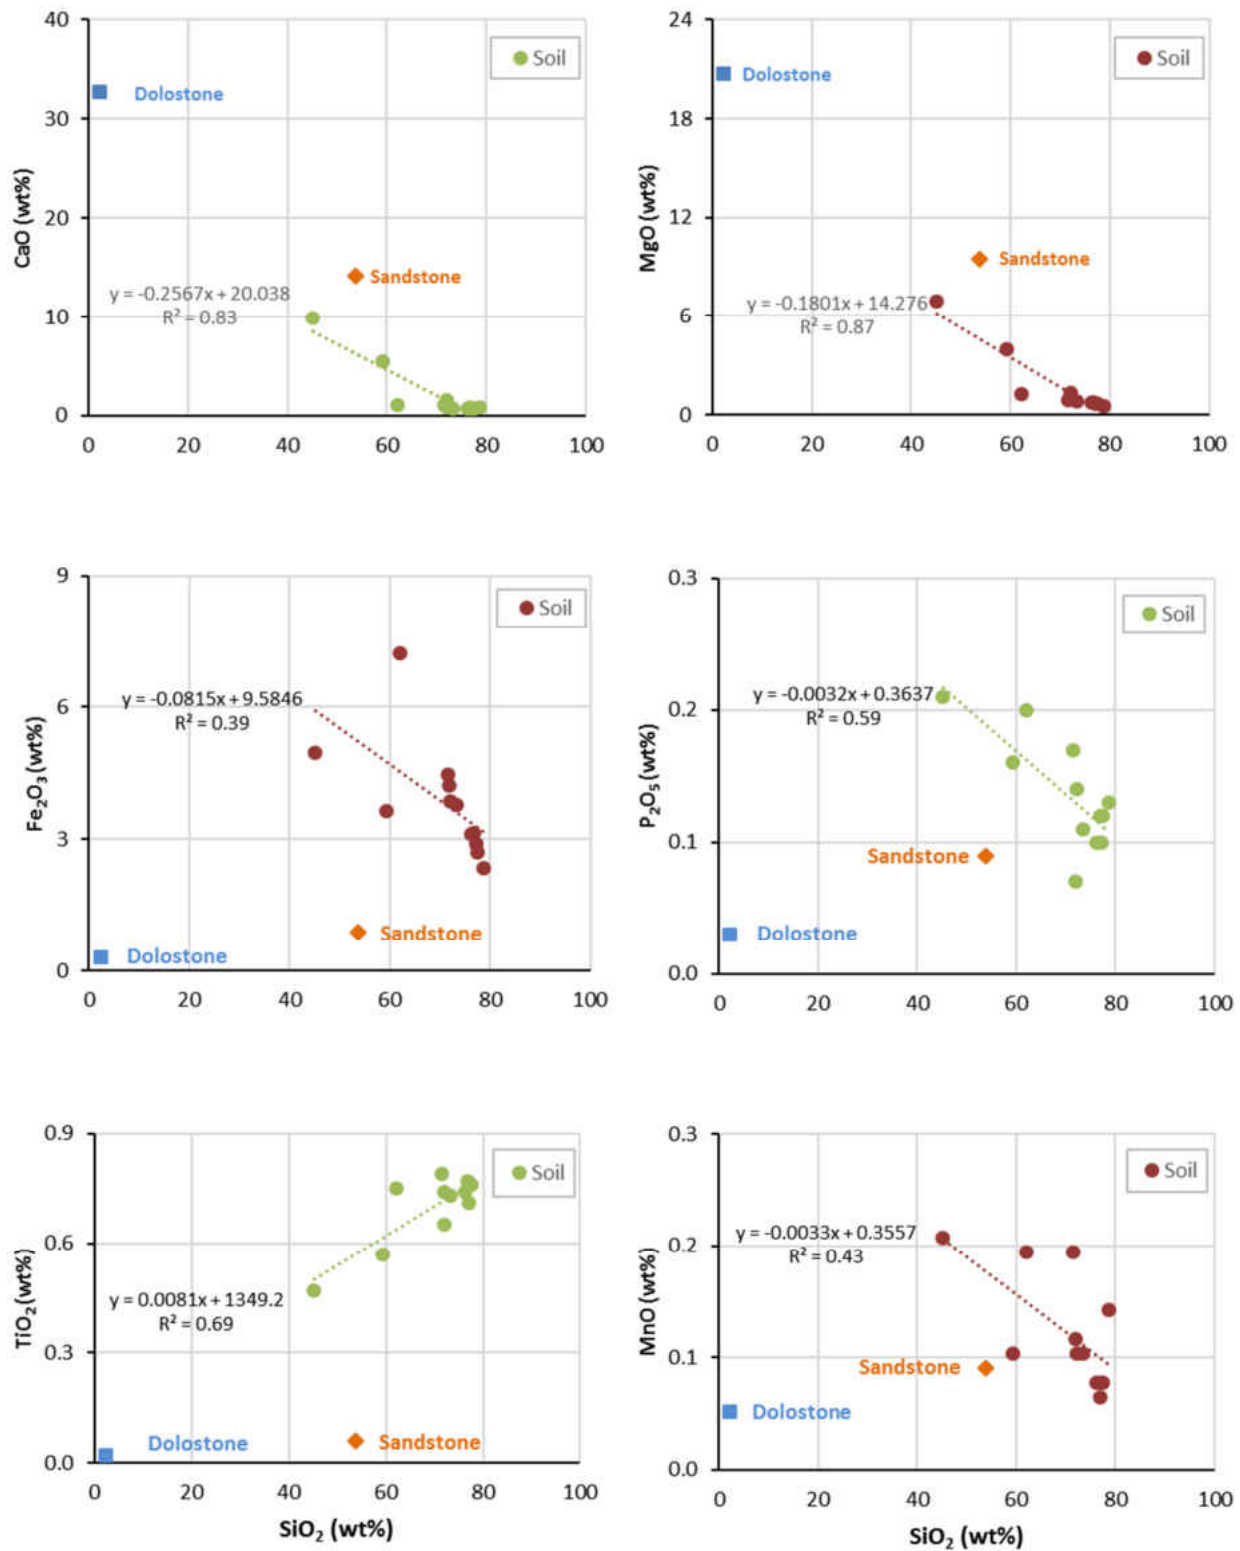 40
30
20
10
0
CaO (wt%)
Soil
Dolostone
Sandstone
y = -0.2567x + 20.038
R² = 0.83
0 20 40 60 80 100
24
18
12
6
0
MgO (wt%)
Soil
Dolostone
Sandstone
y = -0.1801x + 14.276
R² = 0.87
0 20 40 60 80 100
9
6
3
0
Fe₂O₃ (wt%)
Soil
y = -0.0815x + 9.5846
R² = 0.39
Sandstone
Dolostone
0 20 40 60 80 100
0.3
0.2
0.1
0.0
P₂O₅ (wt%)
Soil
y = -0.0032x + 0.3637
R² = 0.59
Sandstone
Dolostone
0 20 40 60 80 100
0.9
0.6
0.3
0.0
TiO₂ (wt%)
Soil
y = 0.0081x + 1349.2
R² = 0.69
Dolostone
Sandstone
0 20 40 60 80 100
SiO₂ (wt%)
0.3
0.2
0.1
0.0
MnO (wt%)
Soil
y = -0.0033x + 0.3557
R² = 0.43
Sandstone
Dolostone
0 20 40 60 80 100
SiO₂ (wt%)